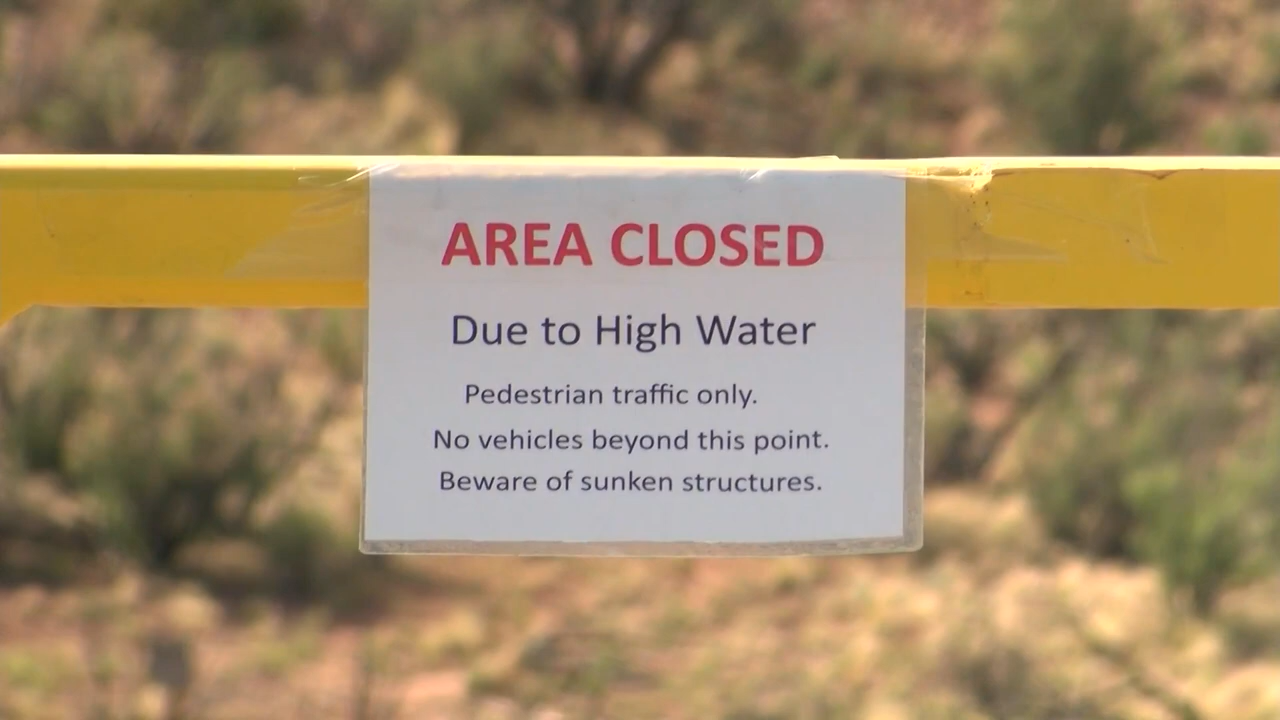 AREA CLOSED
Due to High Water
Pedestrian traffic only.
No vehicles beyond this point.
Beware of sunken structures.